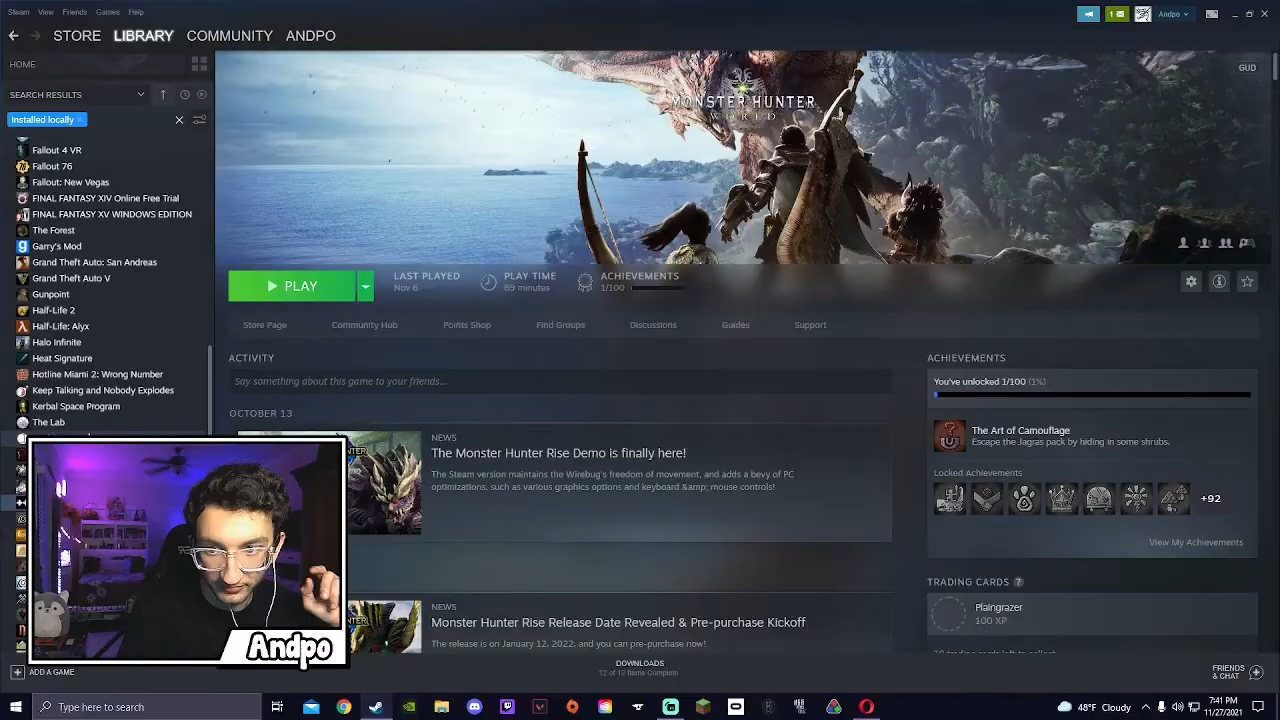 Steam View Friends Games Help
1
Andpo
STORE LIBRARY COMMUNITY ANDPO
HOME
GUD
SEARCH RESULTS
Installed locally
MONSTER HUNTER
WORLD
Fallout 4 VR
Fallout 76
Fallout: New Vegas
FINAL FANTASY XIV Online Free Trial
FINAL FANTASY XV WINDOWS EDITION
The Forest
Garry's Mod
Grand Theft Auto: San Andreas
Grand Theft Auto V
Gunpoint
Half-Life 2
Half-Life: Alyx
Halo Infinite
Heat Signature
Hotline Miami 2: Wrong Number
Keep Talking and Nobody Explodes
Kerbal Space Program
The Lab
PLAY
LAST PLAYED
Nov 6
PLAY TIME
69 minutes
ACHIEVEMENTS
1/100
Store Page Community Hub Points Shop Find Groups Discussions Guides Support
ACTIVITY
Say something about this game to your friends...
OCTOBER 13
NEWS
The Monster Hunter Rise Demo is finally here!
The Steam version maintains the Wirebug's freedom of movement, and adds a bevy of PC
optimizations, such as various graphics options and keyboard &amp; mouse controls!
NEWS
Monster Hunter Rise Release Date Revealed & Pre-purchase Kickoff
The release is on January 12, 2022, and you can pre-purchase now!
ACHIEVEMENTS
You've unlocked 1/100 (1%)
The Art of Camouflage
Escape the Jagras pack by hiding in some shrubs.
Locked Achievements
+92
View My Achievements
TRADING CARDS ?
Plaingrazer
100 XP
Andpo
ADD A GAME
DOWNLOADS
12 of 12 Items Complete
FRIENDS
& CHAT
Type here to search
48°F Cloudy
7:41 PM
11/27/2021